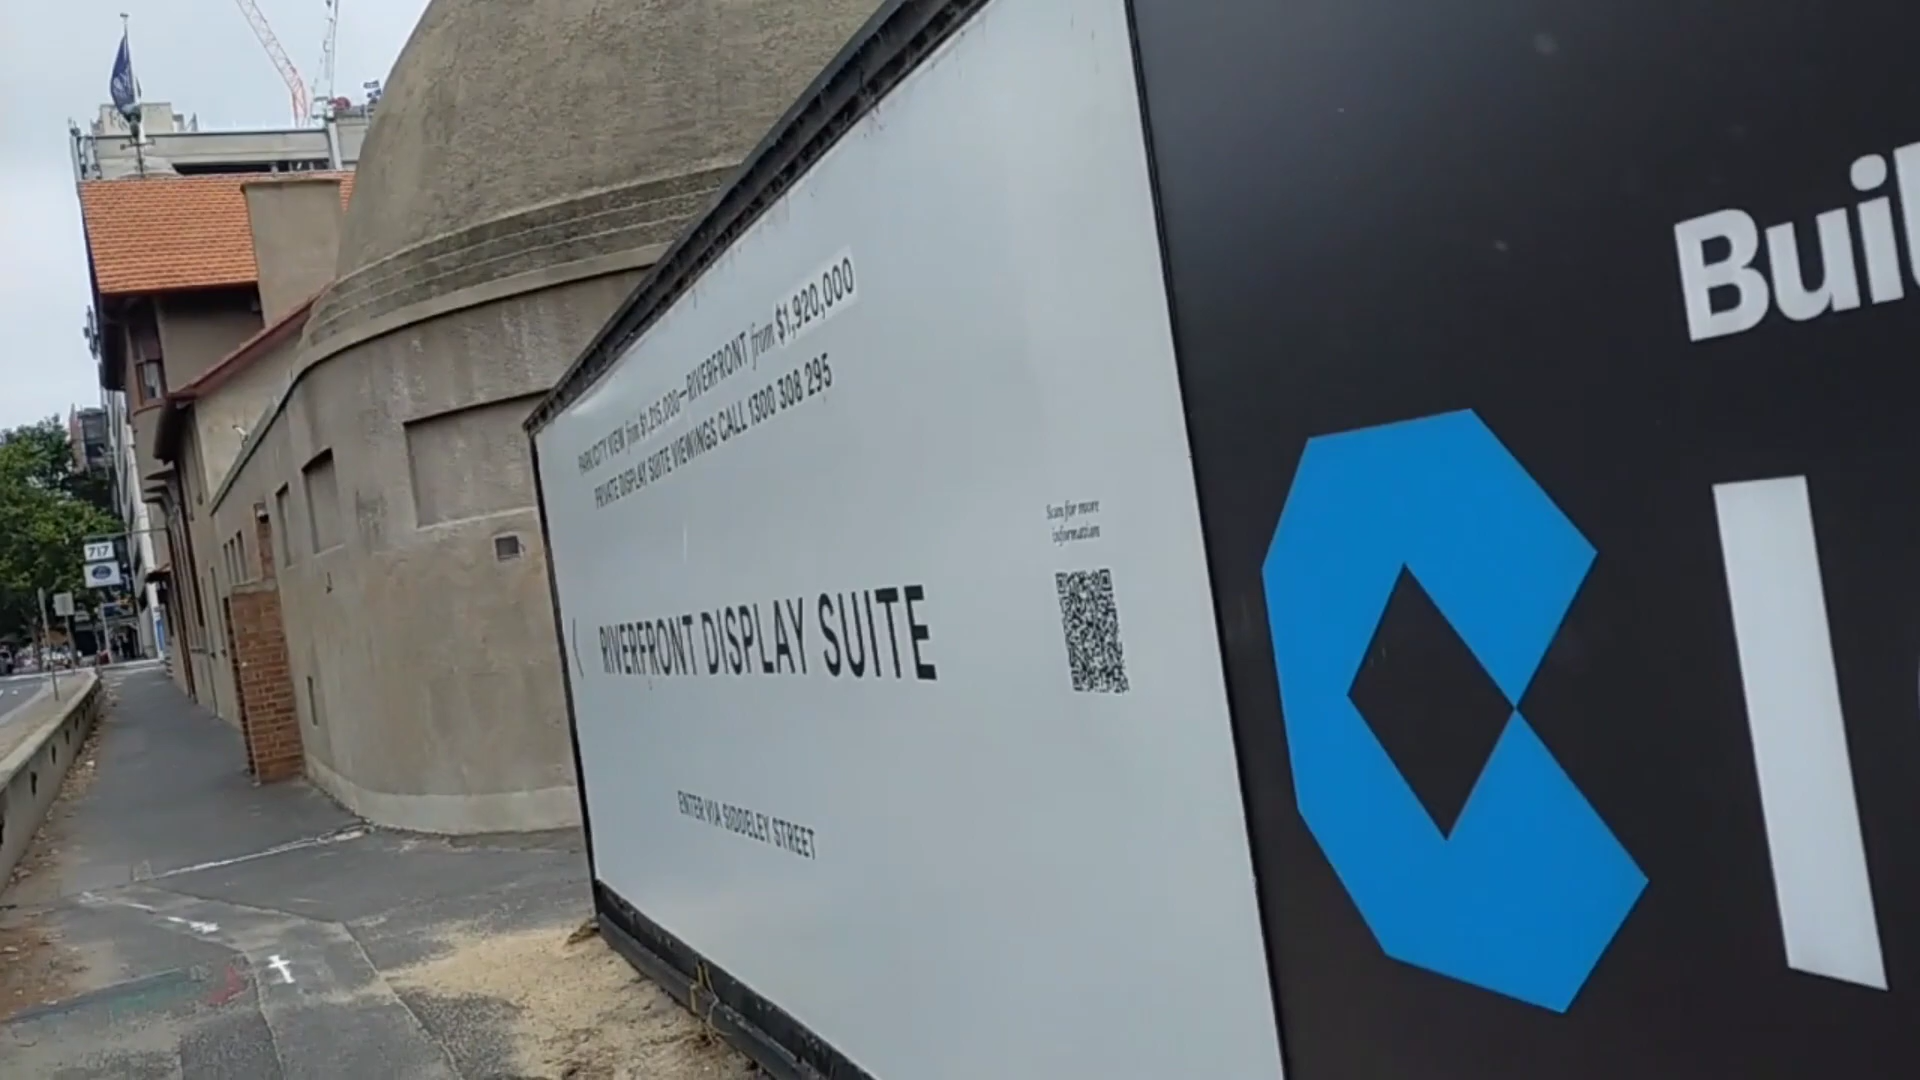 717
PARK/CITY VIEW from $1,215,000—RIVERFRONT from $1,920,000
PRIVATE DISPLAY SUITE VIEWINGS CALL 1300 308 295
Scan for more
information
RIVERFRONT DISPLAY SUITE
ENTER VIA SIDDELEY STREET